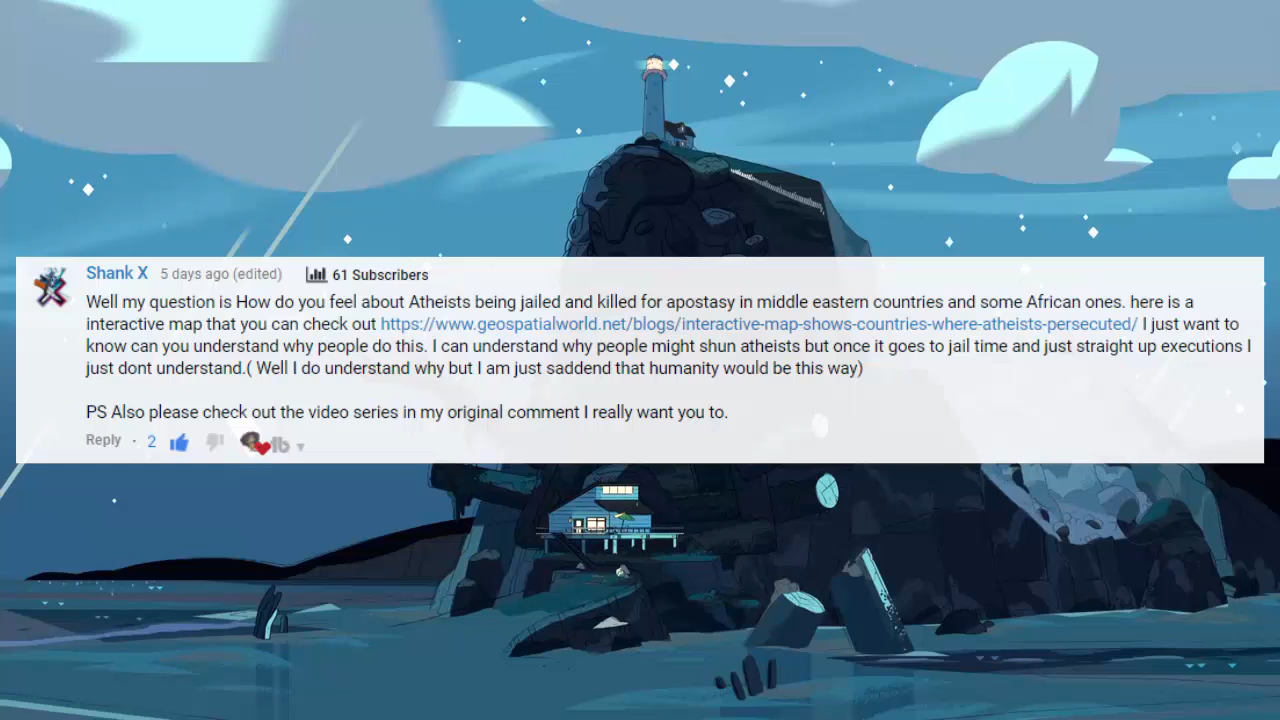 Shank X 5 days ago (edited) 61 Subscribers
Well my question is How do you feel about Atheists being jailed and killed for apostasy in middle eastern countries and some African ones. here is a
interactive map that you can check out https://www.geospatialworld.net/blogs/interactive-map-shows-countries-where-atheists-persecuted/ I just want to
know can you understand why people do this. I can understand why people might shun atheists but once it goes to jail time and just straight up executions I
just dont understand.( Well I do understand why but I am just saddend that humanity would be this way)
PS Also please check out the video series in my original comment I really want you to.
Reply · 2